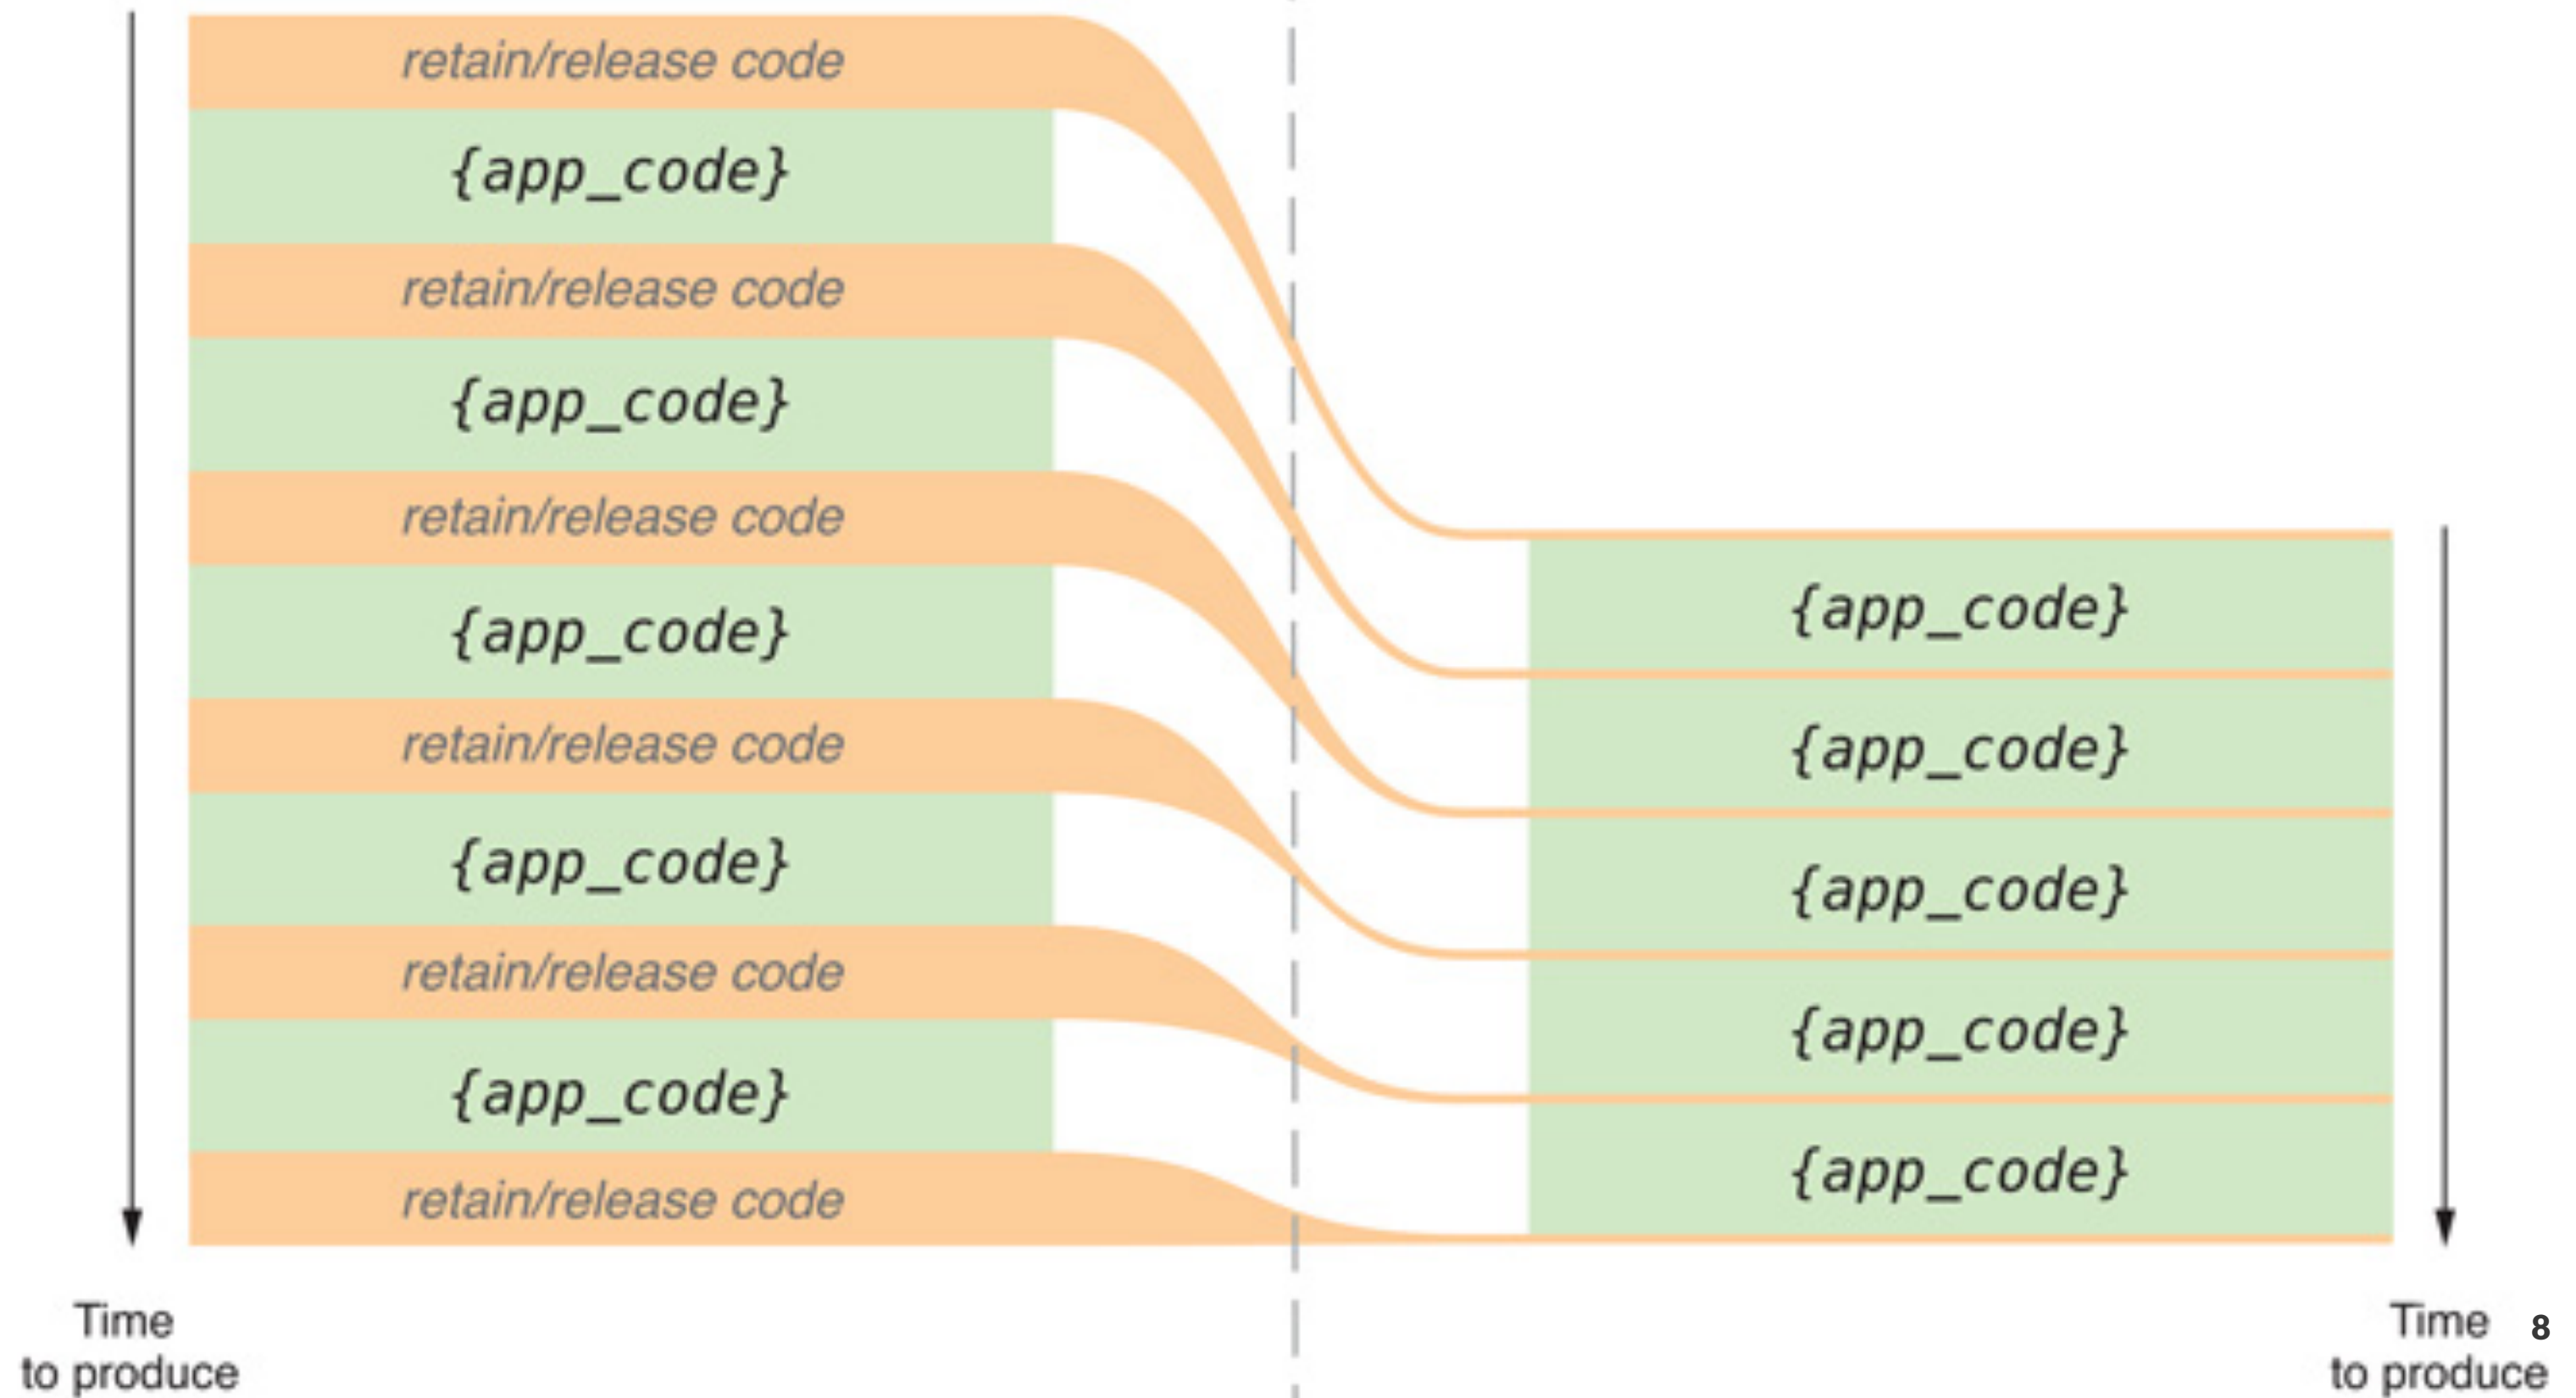 retain/release code
{app_code}
retain/release code
{app_code}
retain/release code
{app_code}
retain/release code
{app_code}
retain/release code
{app_code}
retain/release code
Time
to produce
{app_code}
{app_code}
{app_code}
{app_code}
{app_code}
Time
to produce
8